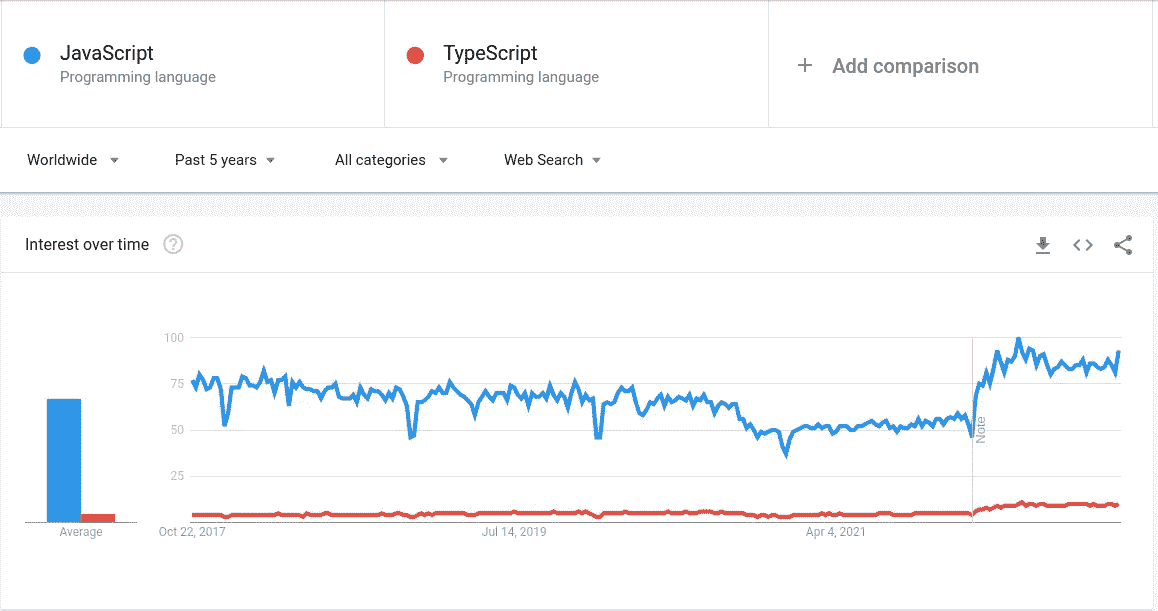 JavaScript
Programming language
TypeScript
Programming language
+ Add comparison
Worldwide
Past 5 years
All categories
Web Search
Interest over time ?
100
75
50
25
Note
Average
Oct 22, 2017
Jul 14, 2019
Apr 4, 2021